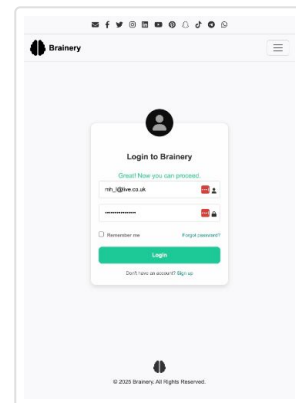 Brainery
Login to Brainery
Great! Now you can proceed.
••••••••••••••••
Remember me
Forgot password?
Login
Don't have an account? Sign up
© 2025 Brainery. All Rights Reserved.